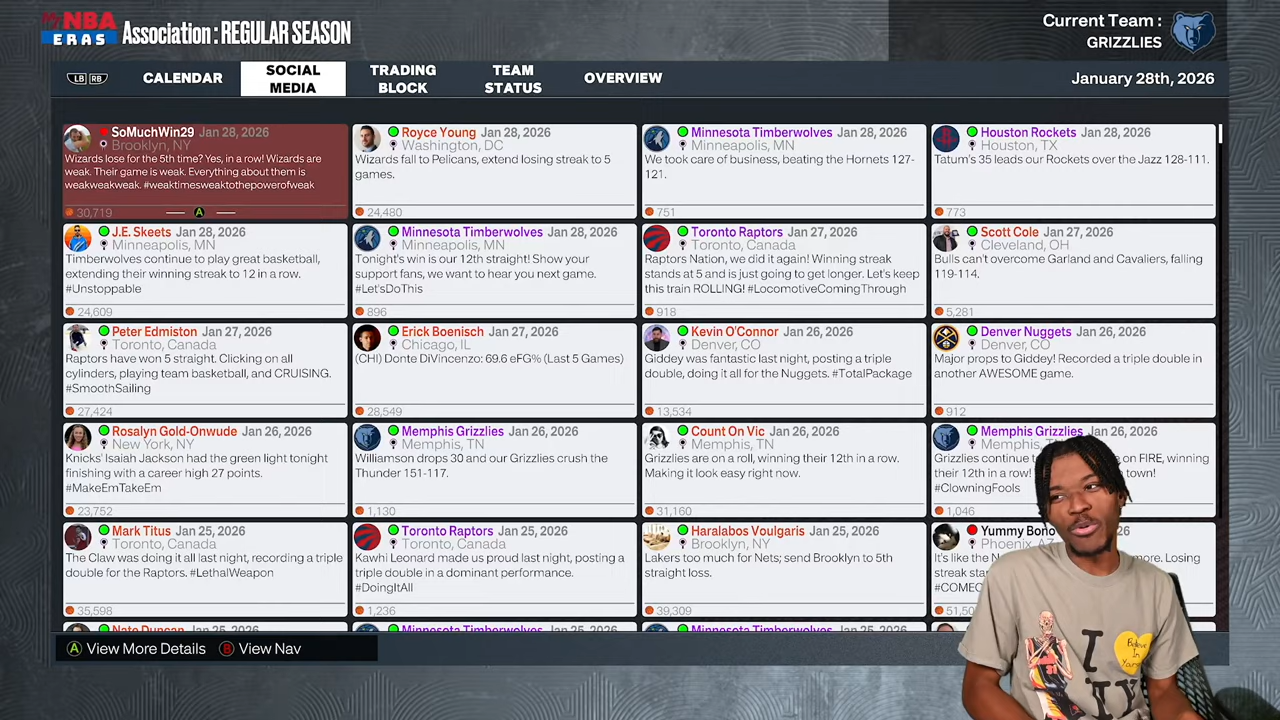 My NBA
ERAS
Association : REGULAR SEASON
Current Team :
GRIZZLIES
LB RB
CALENDAR
SOCIAL
MEDIA
TRADING
BLOCK
TEAM
STATUS
OVERVIEW
January 28th, 2026
SoMuchWin29 Jan 28, 2026
Brooklyn, NY
Wizards lose for the 5th time? Yes, in a row! Wizards are
weak. Their game is weak. Everything about them is
weakweakweak. #weaktimesweaktothepowerofweak
30,719
A
Royce Young Jan 28, 2026
Washington, DC
Wizards fall to Pelicans, extend losing streak to 5
games.
24,480
Minnesota Timberwolves Jan 28, 2026
Minneapolis, MN
We took care of business, beating the Hornets 127-
121.
751
Houston Rockets Jan 28, 2026
Houston, TX
Tatum's 35 leads our Rockets over the Jazz 128-111.
773
J.E. Skeets Jan 28, 2026
Minneapolis, MN
Timberwolves continue to play great basketball,
extending their winning streak to 12 in a row.
#Unstoppable
24,609
Minnesota Timberwolves Jan 28, 2026
Minneapolis, MN
Tonight's win is our 12th straight! Show your
support fans, we want to hear you next game.
#Let'sDoThis
896
Toronto Raptors Jan 27, 2026
Toronto, Canada
Raptors Nation, we did it again! Winning streak
stands at 5 and is just going to get longer. Let's keep
this train ROLLING! #LocomotiveComingThrough
918
Scott Cole Jan 27, 2026
Cleveland, OH
Bulls can't overcome Garland and Cavaliers, falling
119-114.
5,281
Peter Edmiston Jan 27, 2026
Toronto, Canada
Raptors have won 5 straight. Clicking on all
cylinders, playing team basketball, and CRUISING.
#SmoothSailing
27,424
Erick Boenisch Jan 27, 2026
Chicago, IL
(CHI) Donte DiVincenzo: 69.6 eFG% (Last 5 Games)
28,549
Kevin O'Connor Jan 26, 2026
Denver, CO
Giddey was fantastic last night, posting a triple
double, doing it all for the Nuggets. #TotalPackage
13,534
Denver Nuggets Jan 26, 2026
Denver, CO
Major props to Giddey! Recorded a triple double in
another AWESOME game.
912
Rosalyn Gold-Onwude Jan 26, 2026
New York, NY
Knicks' Isaiah Jackson had the green light tonight
finishing with a career high 27 points.
#MakeEmTakeEm
23,752
Memphis Grizzlies Jan 26, 2026
Memphis, TN
Williamson drops 30 and our Grizzlies crush the
Thunder 151-117.
1,130
Count On Vic Jan 26, 2026
Memphis, TN
Grizzlies are on a roll, winning their 12th in a row.
Making it look easy right now.
31,160
Memphis Grizzlies Jan 26, 2026
Memphis,
Grizzlies continue on FIRE, winning
their 12th in a row! town!
#ClowningFools
1,046
Mark Titus Jan 25, 2026
Toronto, Canada
The Claw was doing it all last night, recording a triple
double for the Raptors. #LethalWeapon
35,598
Toronto Raptors Jan 25, 2026
Toronto, Canada
Kawhi Leonard made us proud last night, posting a
triple double in a dominant performance.
#DoingItAll
1,236
Haralabos Voulgaris Jan 25, 2026
Brooklyn, NY
Lakers too much for Nets; send Brooklyn to 5th
straight loss.
39,309
Yummy Bono 2026
Phoenix,
It's like the more. Losing
streak
Nate Duncan Jan 25, 2026
Minnesota Timberwolves Jan 25, 2026
Minnesota Timberwolves Jan 25, 2026
A View More Details B View Nav
I
Believe
In
Yourself